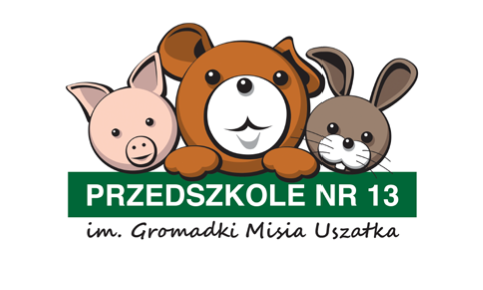 PRZEDSZKOLE NR 13
im. Gromadki Misia Uszatka